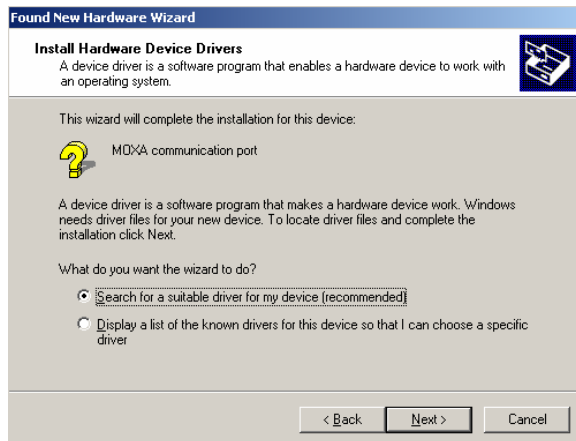 Found New Hardware Wizard
Install Hardware Device Drivers
A device driver is a software program that enables a hardware device to work with
an operating system.
This wizard will complete the installation for this device:
MOXA communication port
A device driver is a software program that makes a hardware device work. Windows
needs driver files for your new device. To locate driver files and complete the
installation click Next.
What do you want the wizard to do?
Search for a suitable driver for my device (recommended)
Display a list of the known drivers for this device so that I can choose a specific
driver
< Back
Next >
Cancel